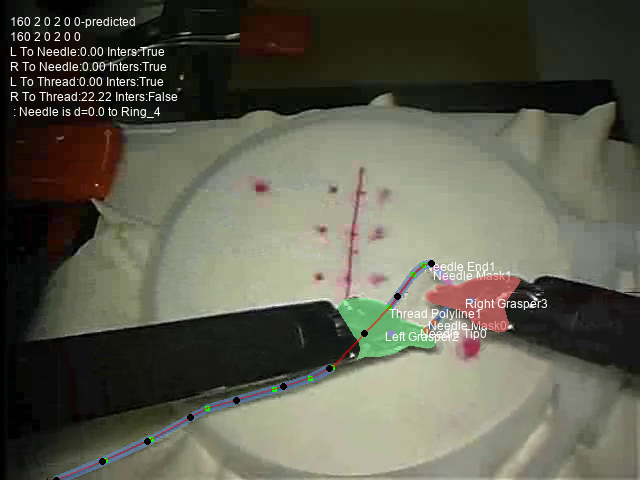 160 2 0 2 0 0-predicted
160 2 0 2 0 0
L To Needle:0.00 Inters:True
R To Needle:0.00 Inters:True
L To Thread:0.00 Inters:True
R To Thread:22.22 Inters:False
: Needle is d=0.0 to Ring_4
Needle End1
Needle Mask1
Right Grasper3
Thread Polyline1
Needle Mask0
Needle Tip0
Left Grasper2